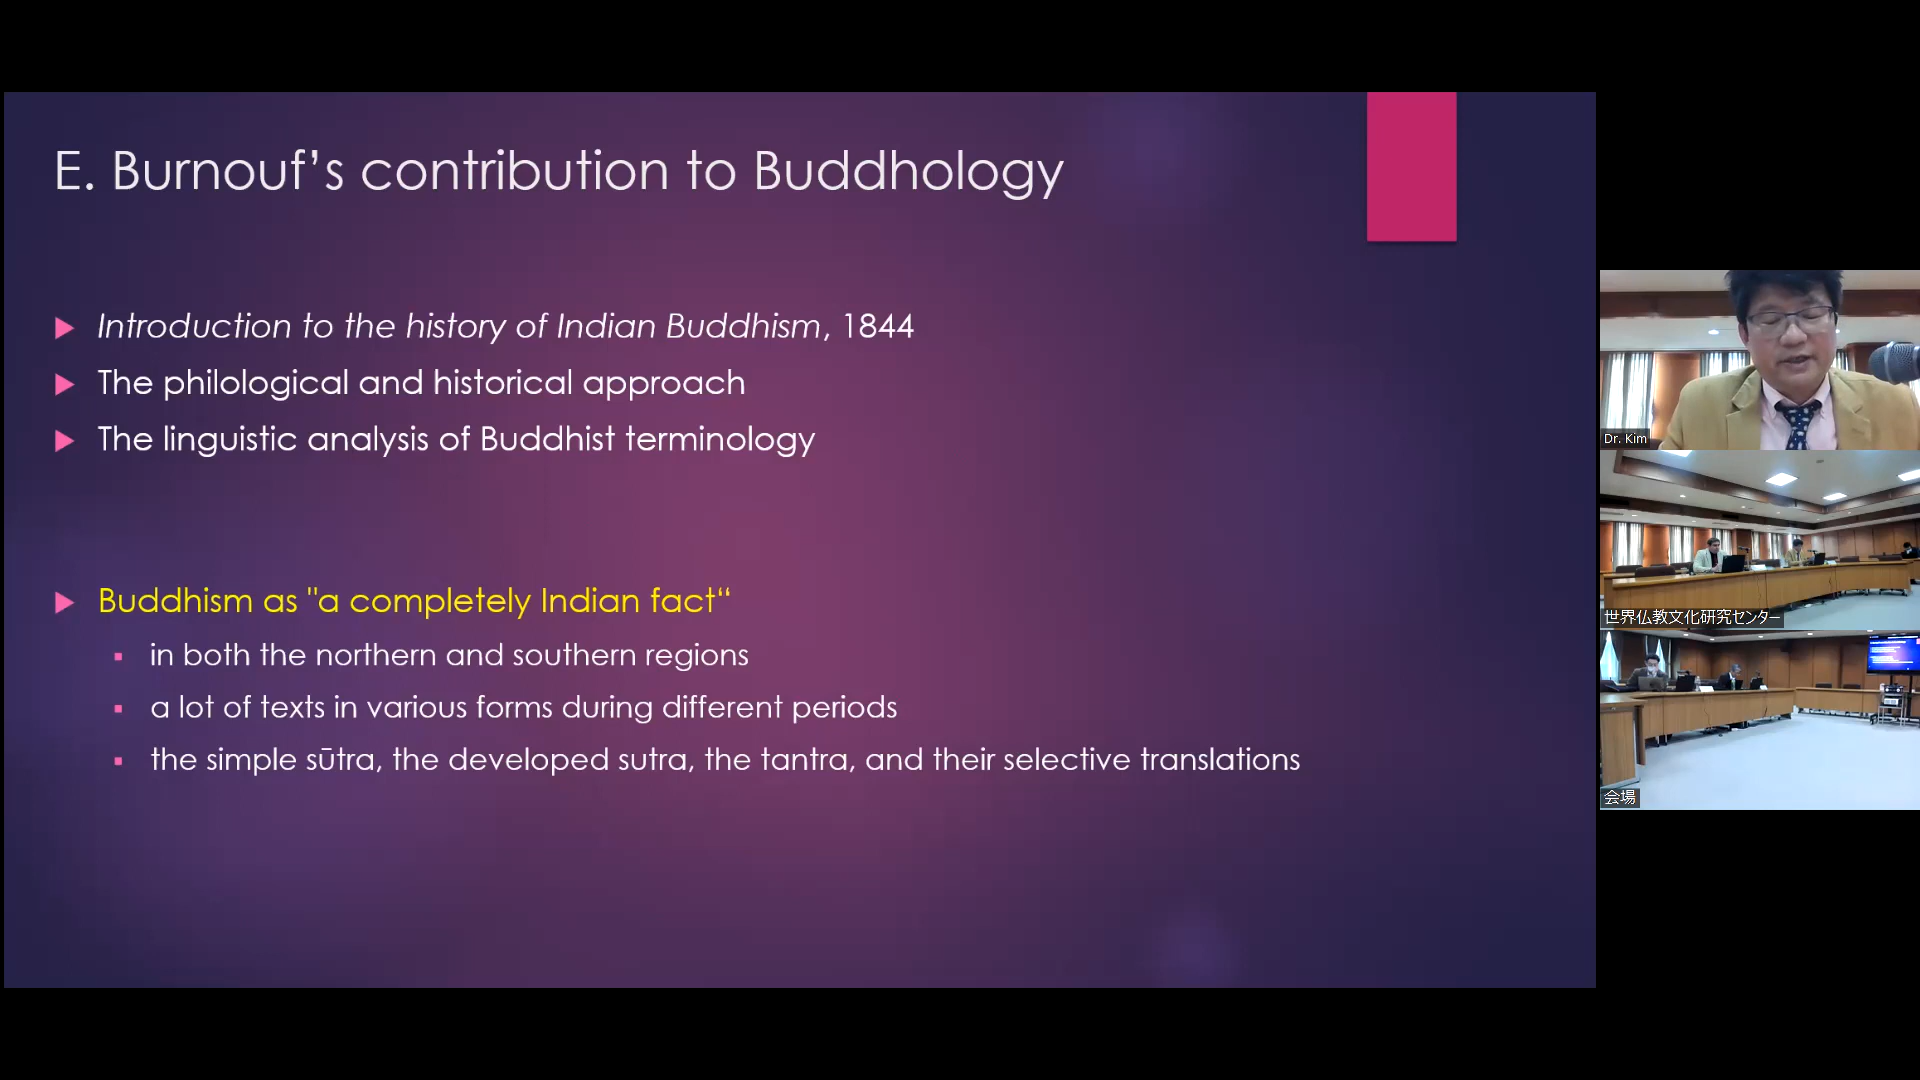 E. Burnouf’s contribution to Buddhology
Introduction to the history of Indian Buddhism, 1844
The philological and historical approach
The linguistic analysis of Buddhist terminology
Buddhism as "a completely Indian fact“
in both the northern and southern regions
a lot of texts in various forms during different periods
the simple sūtra, the developed sutra, the tantra, and their selective translations
Dr. Kim
世界仏教文化研究センター
会場